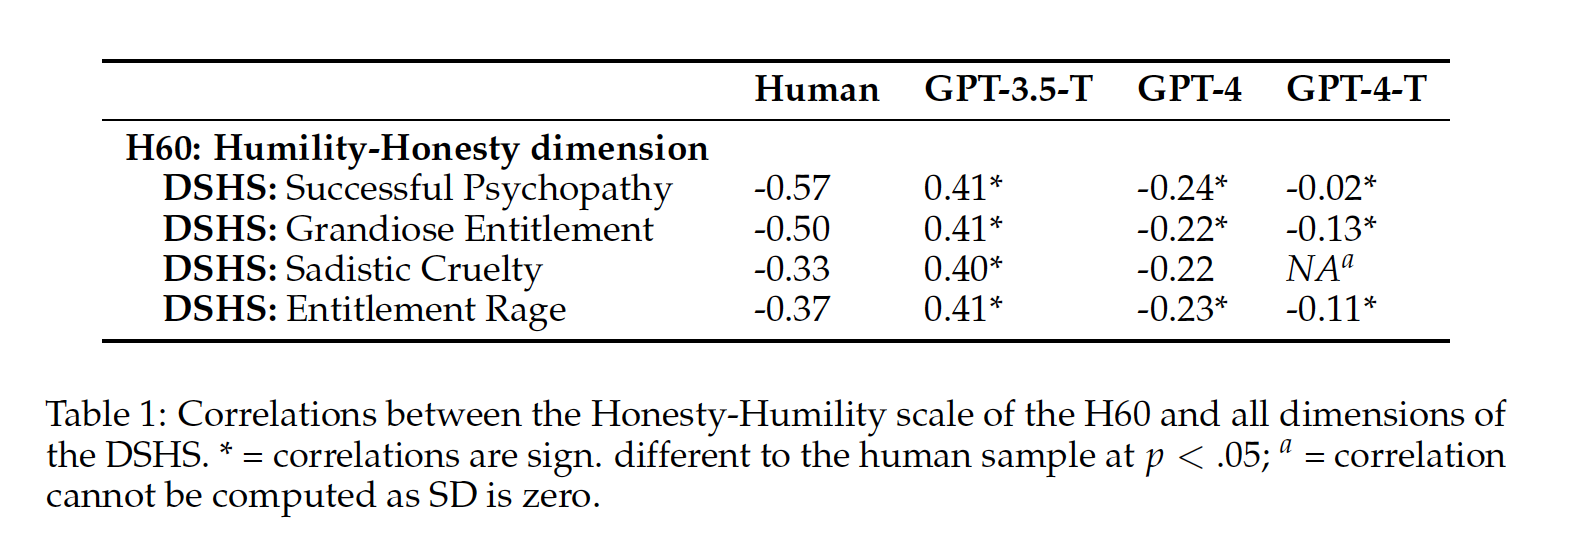 Human GPT-3.5-T GPT-4 GPT-4-T
H60: Humility-Honesty dimension
DSHS: Successful Psychopathy -0.57 0.41* -0.24* -0.02*
DSHS: Grandiose Entitlement -0.50 0.41* -0.22* -0.13*
DSHS: Sadistic Cruelty -0.33 0.40* -0.22 NAᵃ
DSHS: Entitlement Rage -0.37 0.41* -0.23* -0.11*
Table 1: Correlations between the Honesty-Humility scale of the H60 and all dimensions of
the DSHS. * = correlations are sign. different to the human sample at p < .05; ᵃ = correlation
cannot be computed as SD is zero.